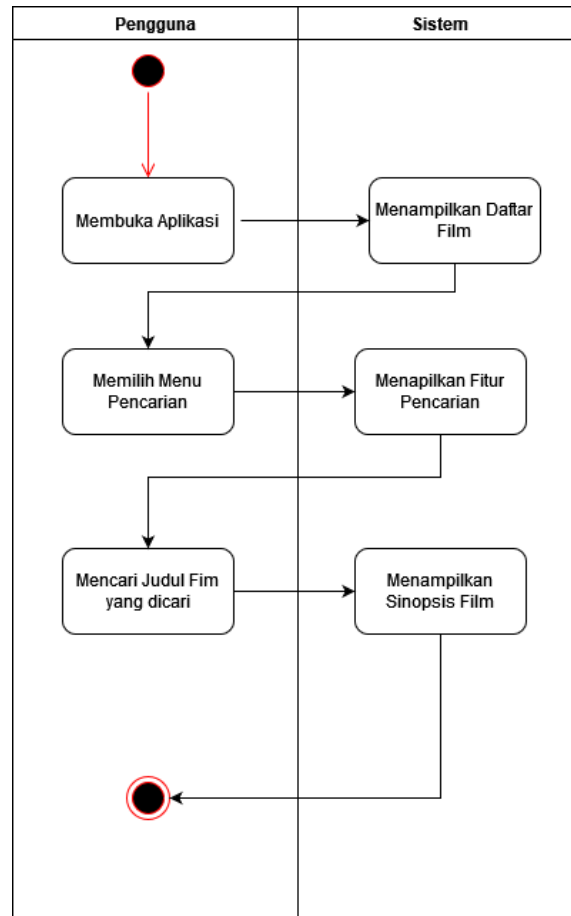 Pengguna
Sistem
Membuka Aplikasi
Menampilkan Daftar
Film
Memilih Menu
Pencarian
Menapilkan Fitur
Pencarian
Mencari Judul Fim
yang dicari
Menampilkan
Sinopsis Film